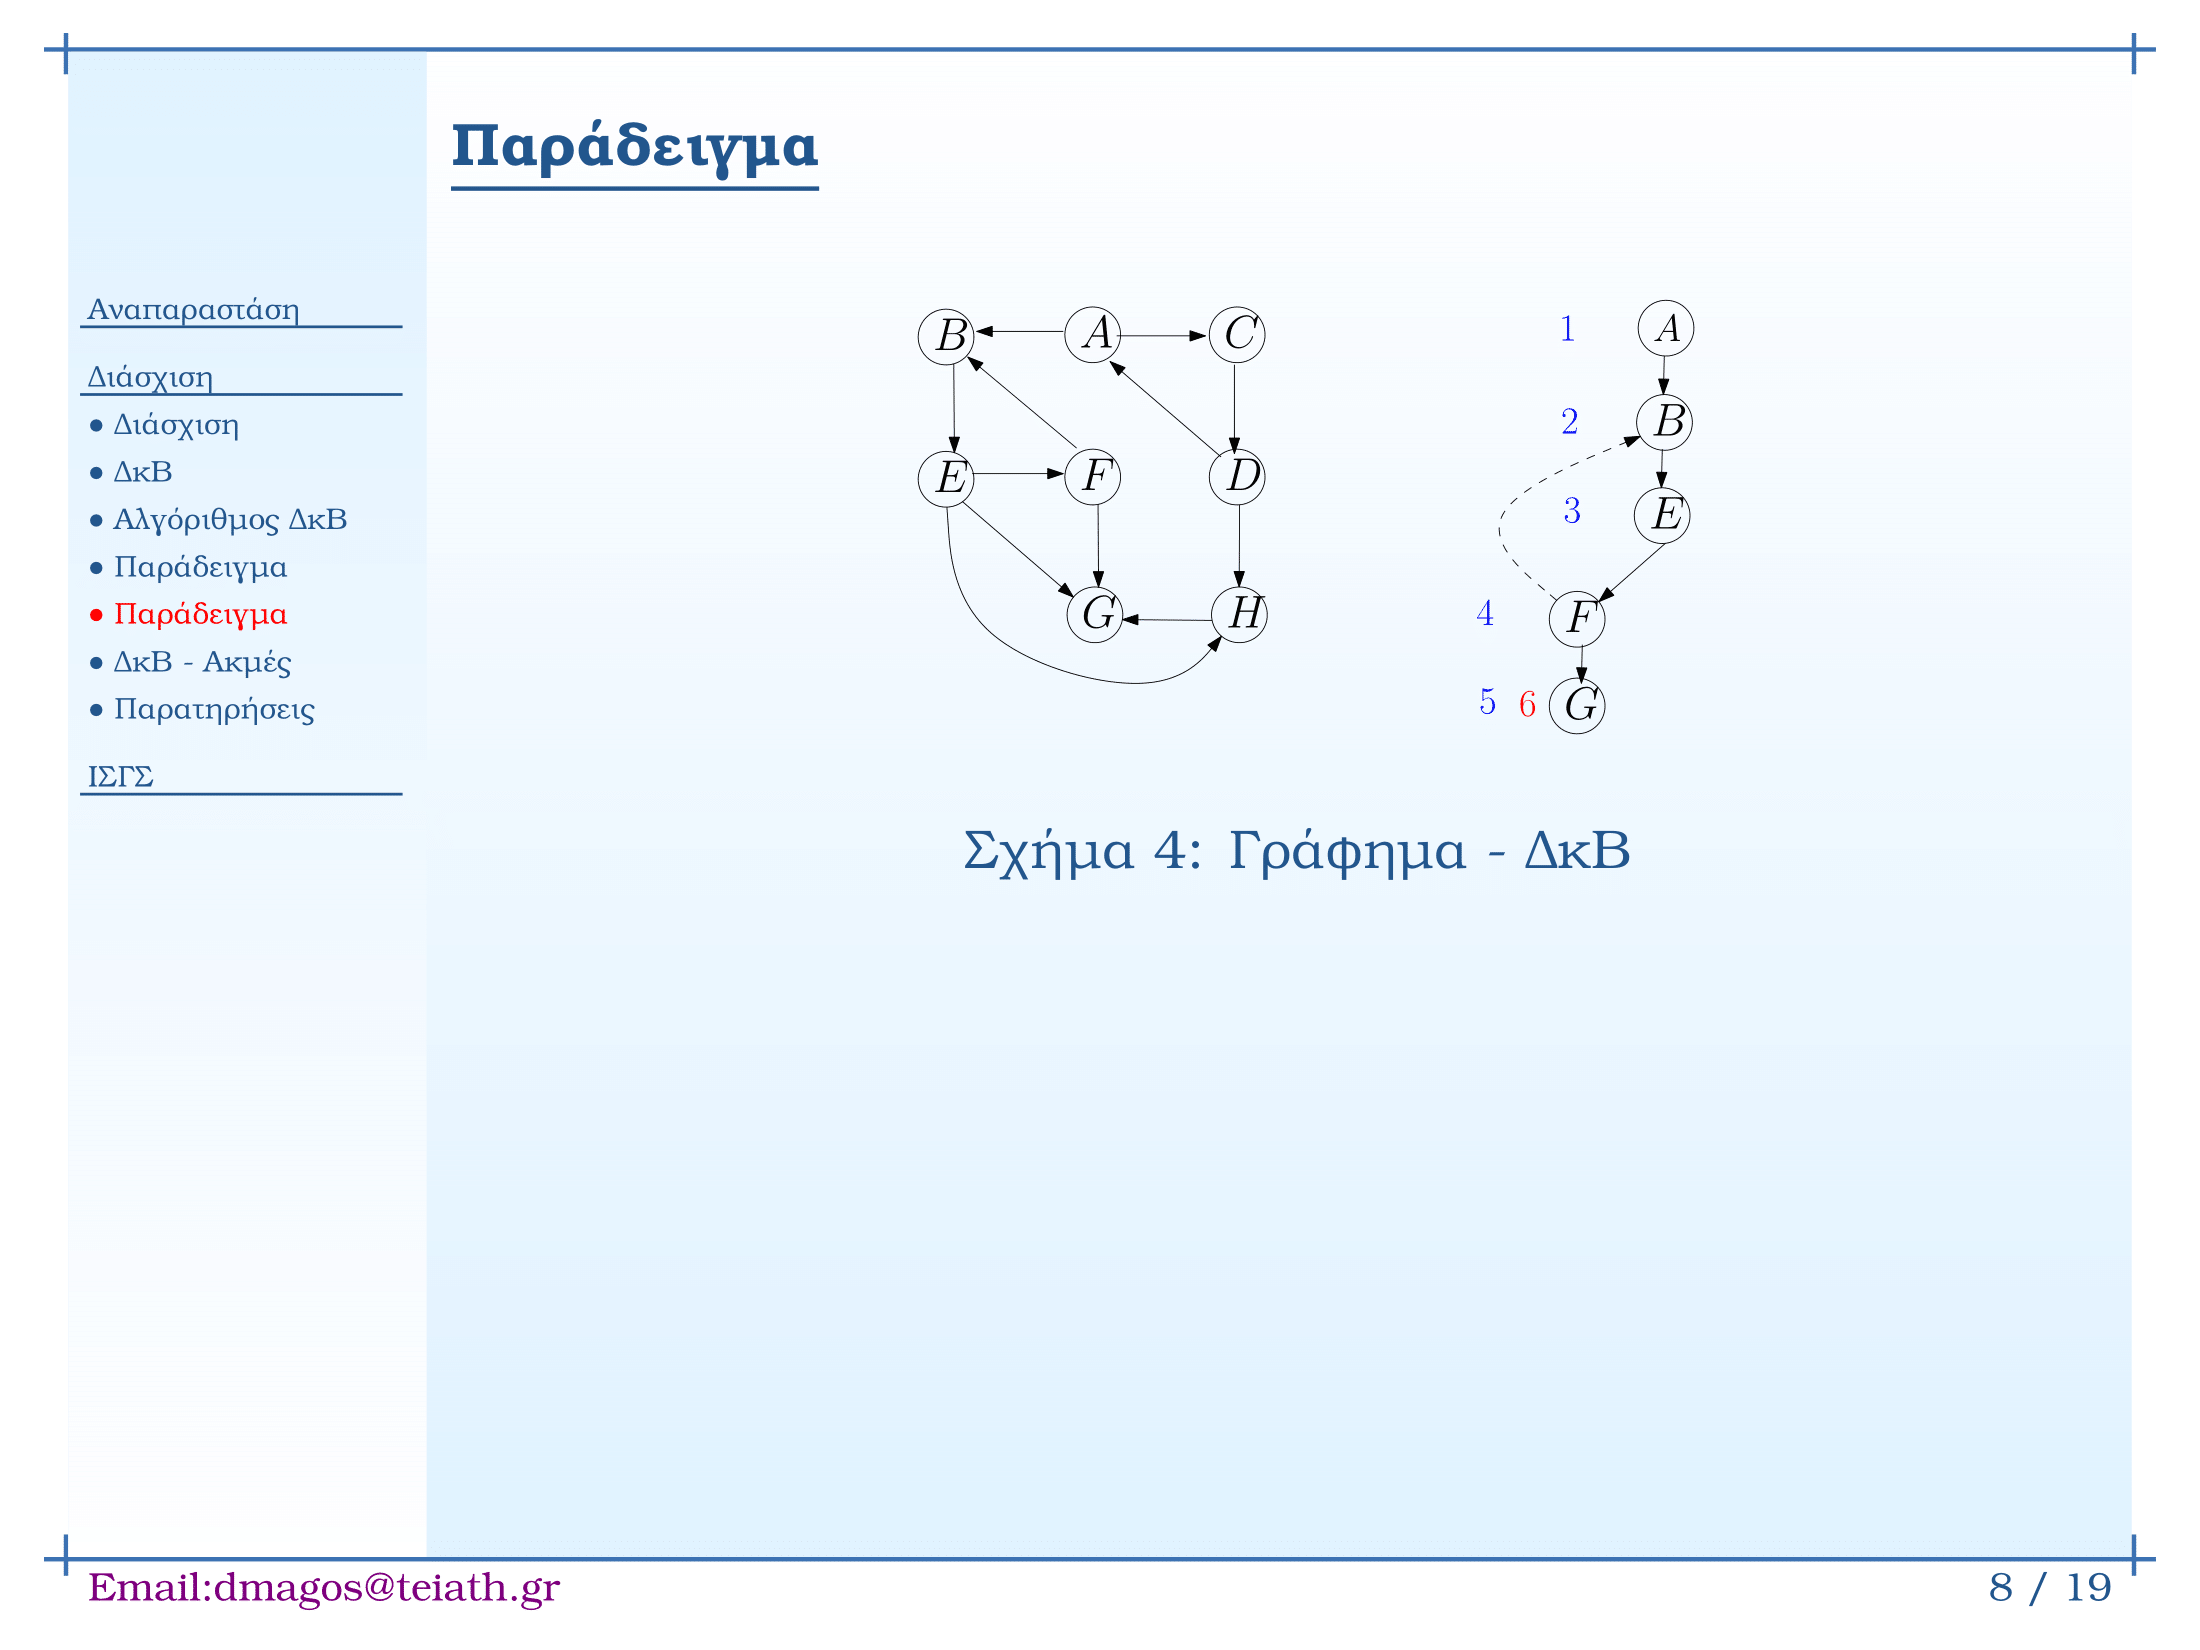 Παράδειγμα
Αναπαραστάση
Διάσχιση
● Διάσχιση
● ΔκΒ
● Αλγόριθμος ΔκΒ
● Παράδειγμα
● Παράδειγμα
● ΔκΒ - Ακμές
● Παρατηρήσεις
ΙΣΓΣ
B A C
E F D
G H
1 A
2 B
3 E
4 F
5 6 G
Σχήμα 4: Γράφημα - ΔκΒ
Email:dmagos@teiath.gr
8 / 19